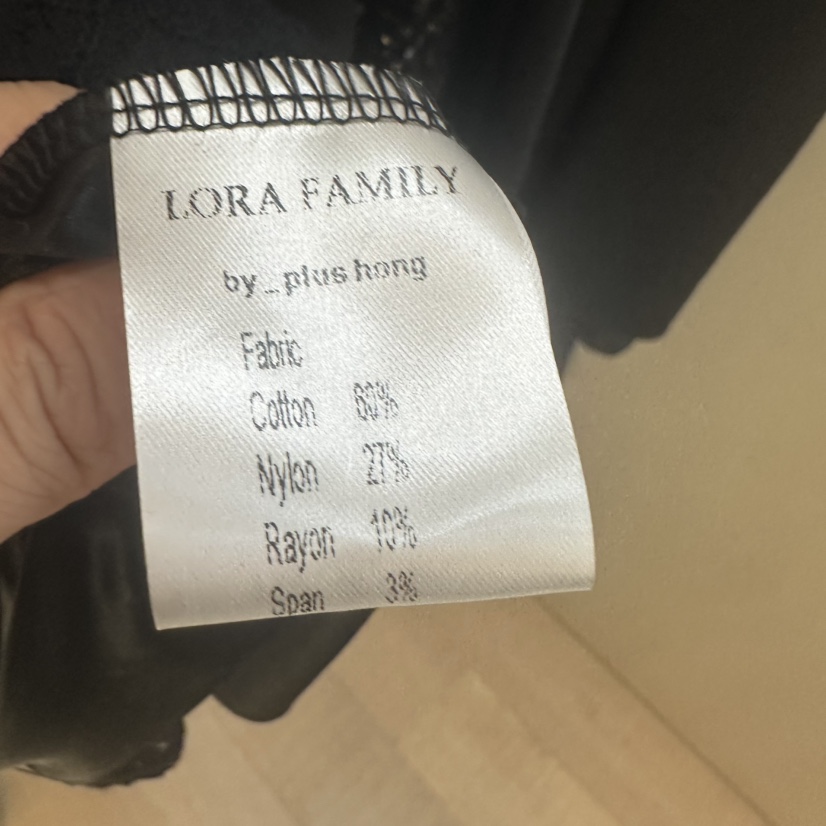 LORA FAMILY
by_plus hong
Fabric
Cotton 60%
Nylon 27%
Rayon 10%
Span 3%